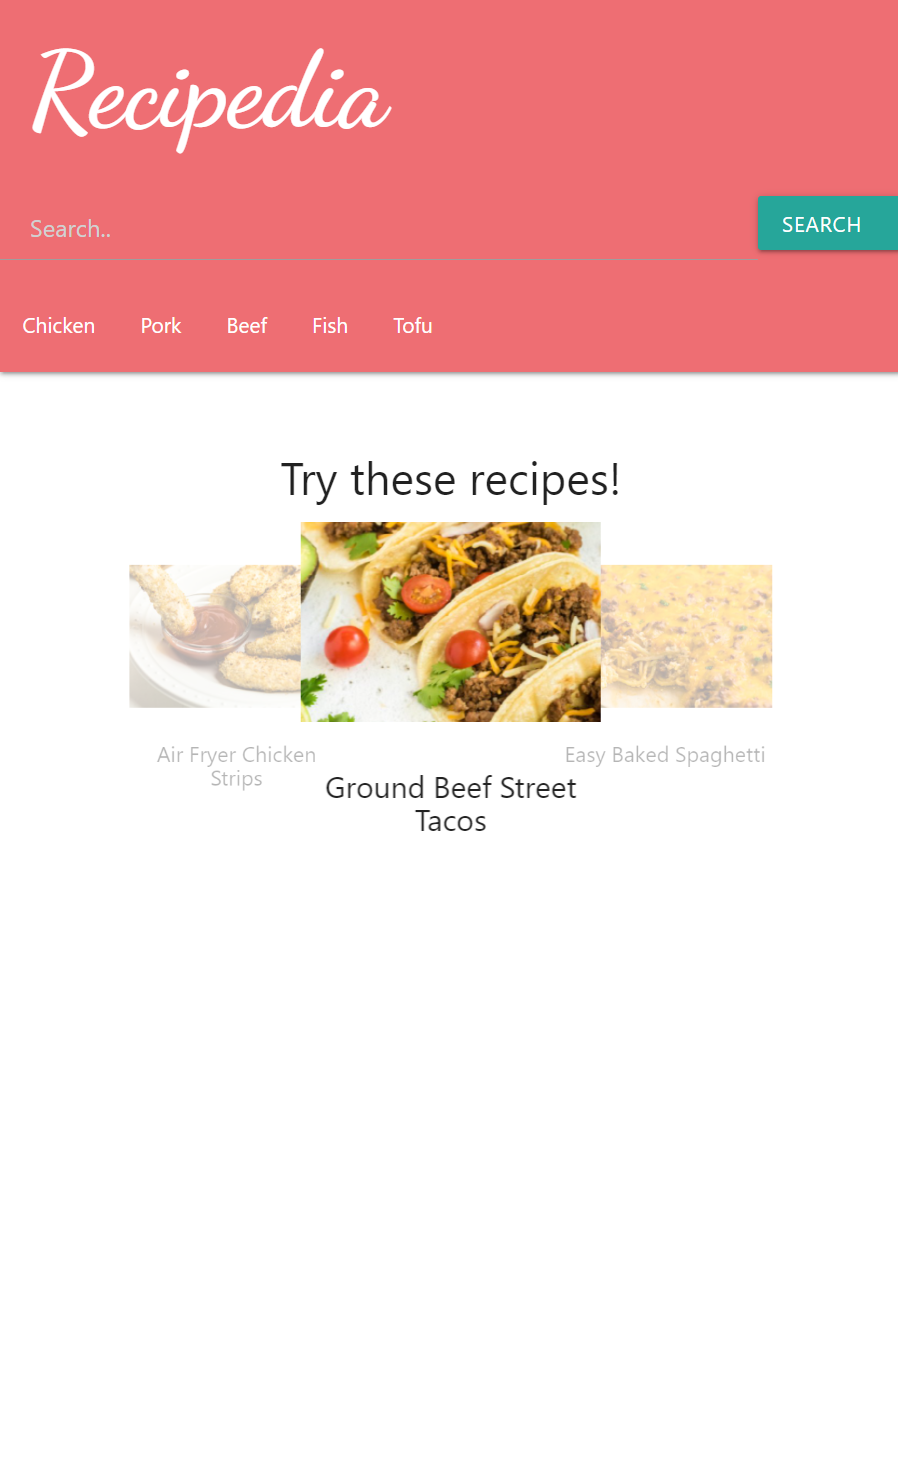 Recipedia
Search..
SEARCH
Chicken Pork Beef Fish Tofu
Try these recipes!
Air Fryer Chicken
Strips
Ground Beef Street
Tacos
Easy Baked Spaghetti